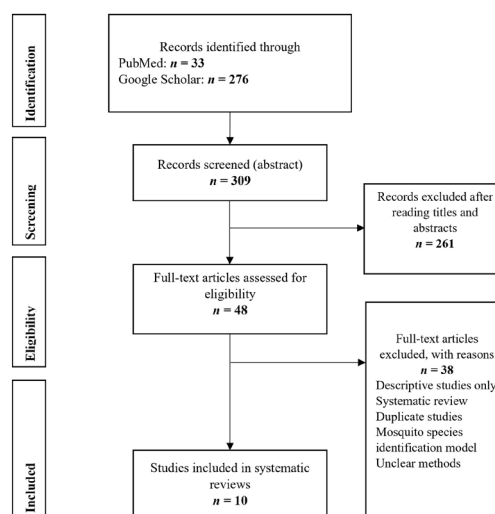 Identification
Records identified through
PubMed: n = 33
Google Scholar: n = 276
Screening
Records screened (abstract)
n = 309
Records excluded after
reading titles and
abstracts
n = 261
Eligibility
Full-text articles assessed for
eligibility
n = 48
Full-text articles
excluded, with reasons
n = 38
Descriptive studies only
Systematic review
Duplicate studies
Mosquito species
identification model
Unclear methods
Included
Studies included in systematic
reviews
n = 10